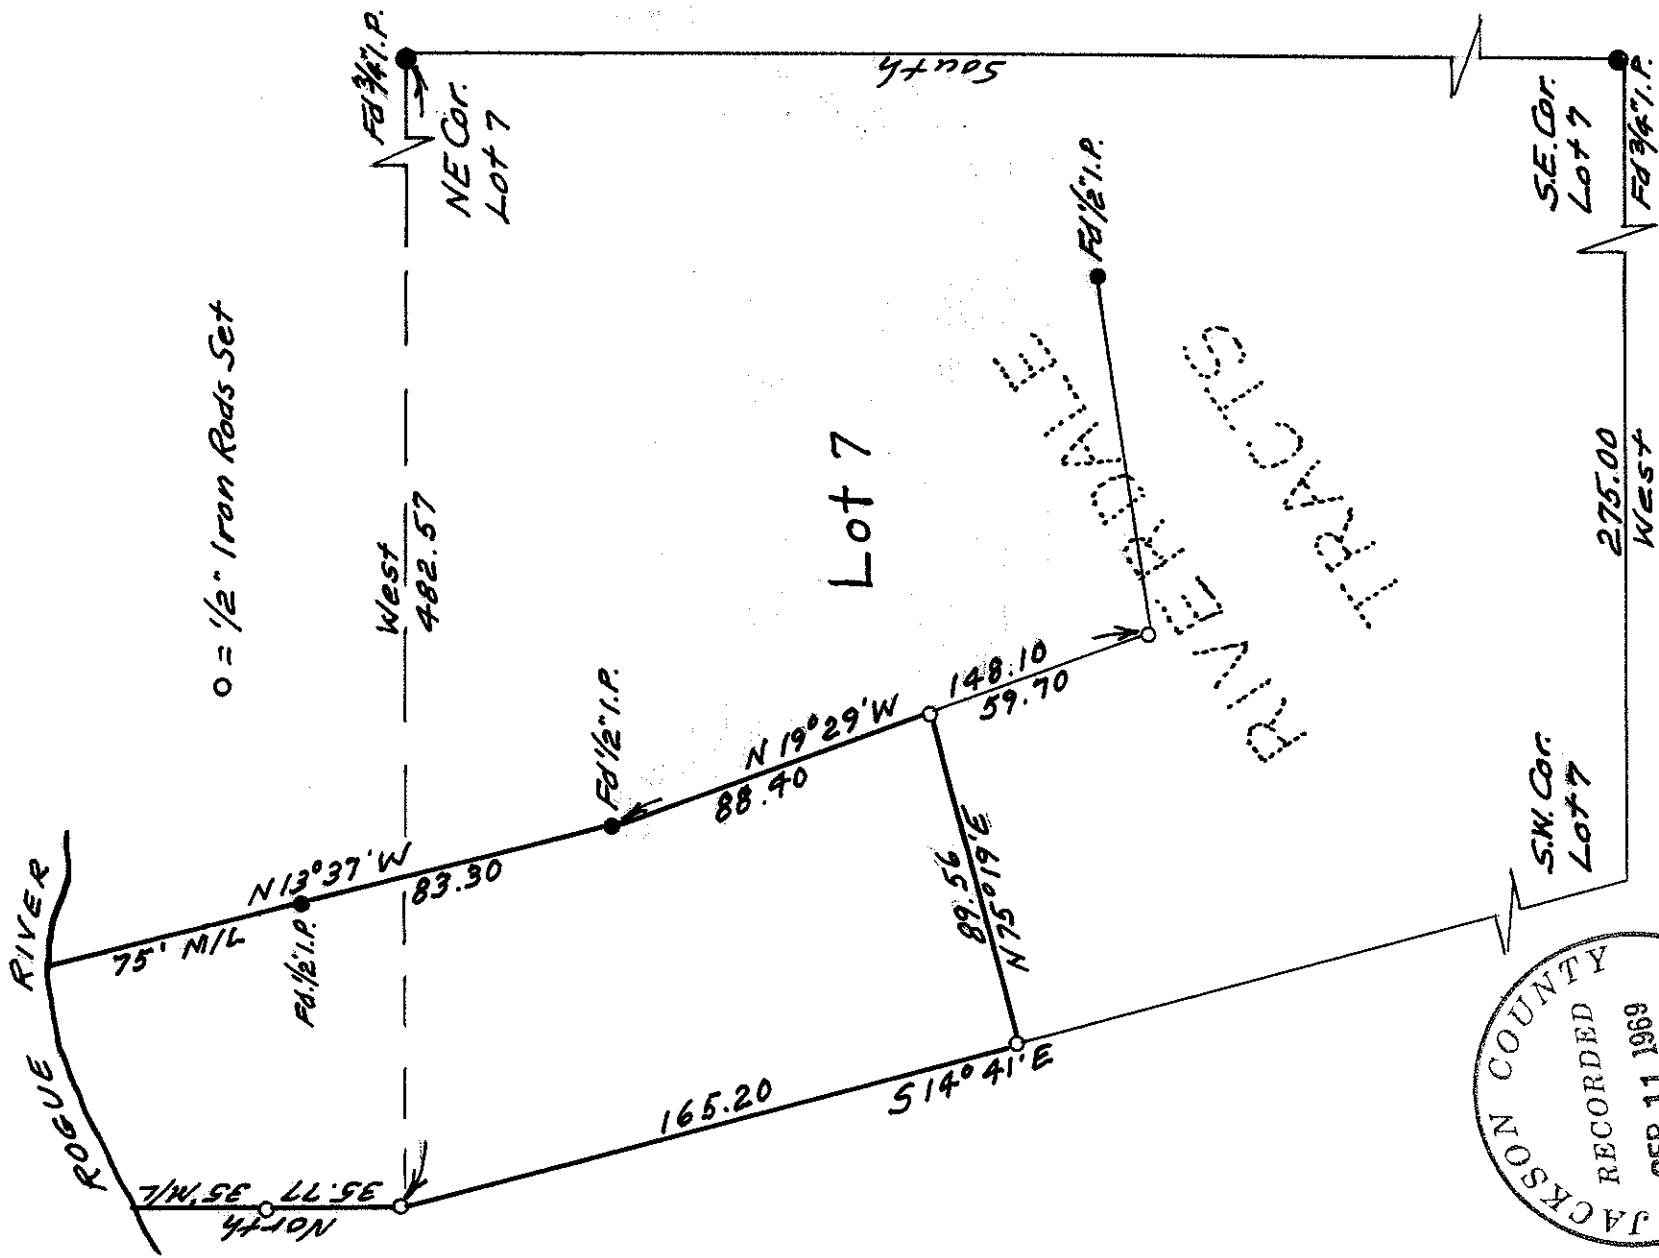 ROGUE RIVER
o = 1/2" Iron Rods Set
Fd 3/4" I.P.
NE Cor.
Lot 7
West
482.57
South
75' M/L
N 13°37' W
83.30
Fd. 1/2" I.P.
Fd 1/2" I.P.
N 19°29' W
88.40
148.10
59.70
Fd 1/2" I.P.
Lot 7
RIVERDALE
TRACTS
89.56
N 75°19' E
North
35' M/L
35.77
165.20
S 14° 41' E
S.W. Cor.
Lot 7
275.00
West
S.E. Cor.
Lot 7
Fd 3/4" I.P.
JACKSON COUNTY
RECORDED
11 1969